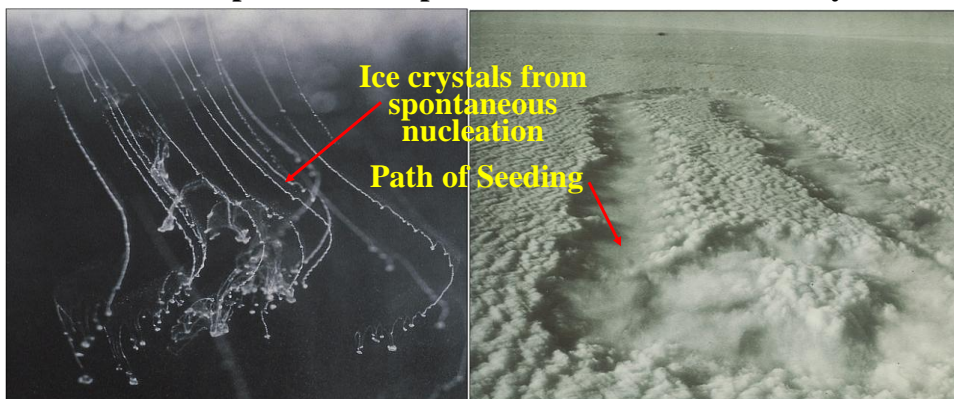 Ice crystals from
spontaneous
nucleation
Path of Seeding